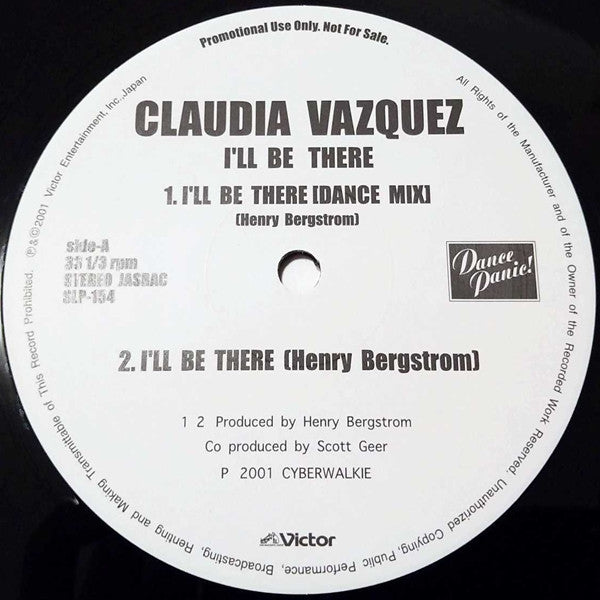 Promotional Use Only. Not For Sale.
CLAUDIA VAZQUEZ
I'LL BE THERE
1. I'LL BE THERE [DANCE MIX]
(Henry Bergstrom)
side-A
33 1/3 rpm
STEREO JASRAC
SLP-154
Dance
Panic!
2. I'LL BE THERE (Henry Bergstrom)
1 2 Produced by Henry Bergstrom
Co produced by Scott Geer
P 2001 CYBERWALKIE
Victor
All Rights of the Manufacturer and of the Owner of the Recorded Work Reserved. Unauthorized Copying, Public Performance, Broadcasting, Renting and Making Transmittable of This Record Prohibited. ℗&©2001 Victor Entertainment, Inc., Japan